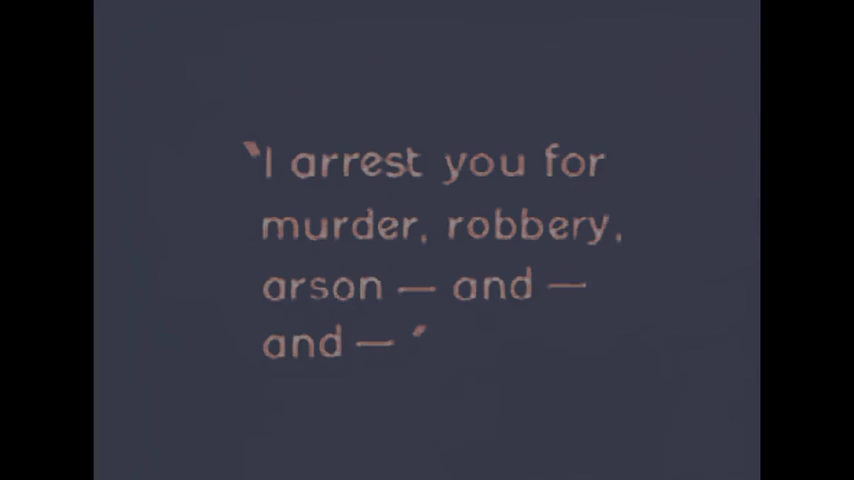 ‛I arrest you for
murder, robbery,
arson — and —
and — ʼ